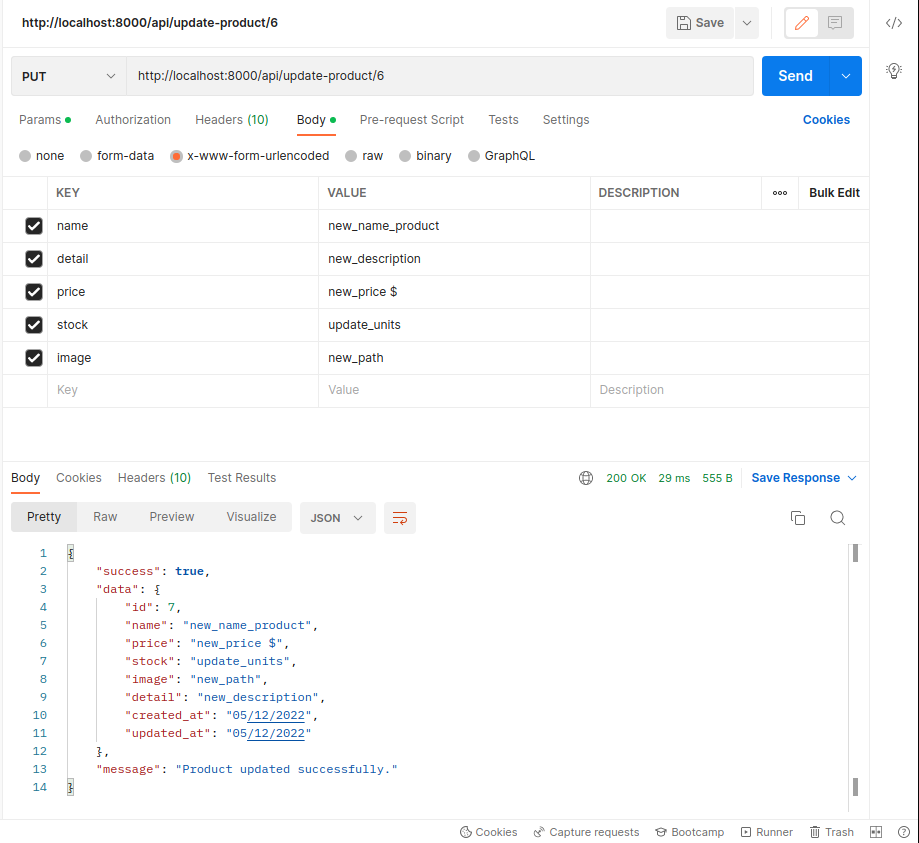 http://localhost:8000/api/update-product/6 Save
PUT http://localhost:8000/api/update-product/6 Send
Params Authorization Headers (10) Body Pre-request Script Tests Settings Cookies
none form-data x-www-form-urlencoded raw binary GraphQL
KEY VALUE DESCRIPTION Bulk Edit
name new_name_product
detail new_description
price new_price $
stock update_units
image new_path
Key Value Description
Body Cookies Headers (10) Test Results 200 OK 29 ms 555 B Save Response
Pretty Raw Preview Visualize JSON
1 {
2 "success": true,
3 "data": {
4 "id": 7,
5 "name": "new_name_product",
6 "price": "new_price $",
7 "stock": "update_units",
8 "image": "new_path",
9 "detail": "new_description",
10 "created_at": "05/12/2022",
11 "updated_at": "05/12/2022"
12 },
13 "message": "Product updated successfully."
14 }
Cookies Capture requests Bootcamp Runner Trash